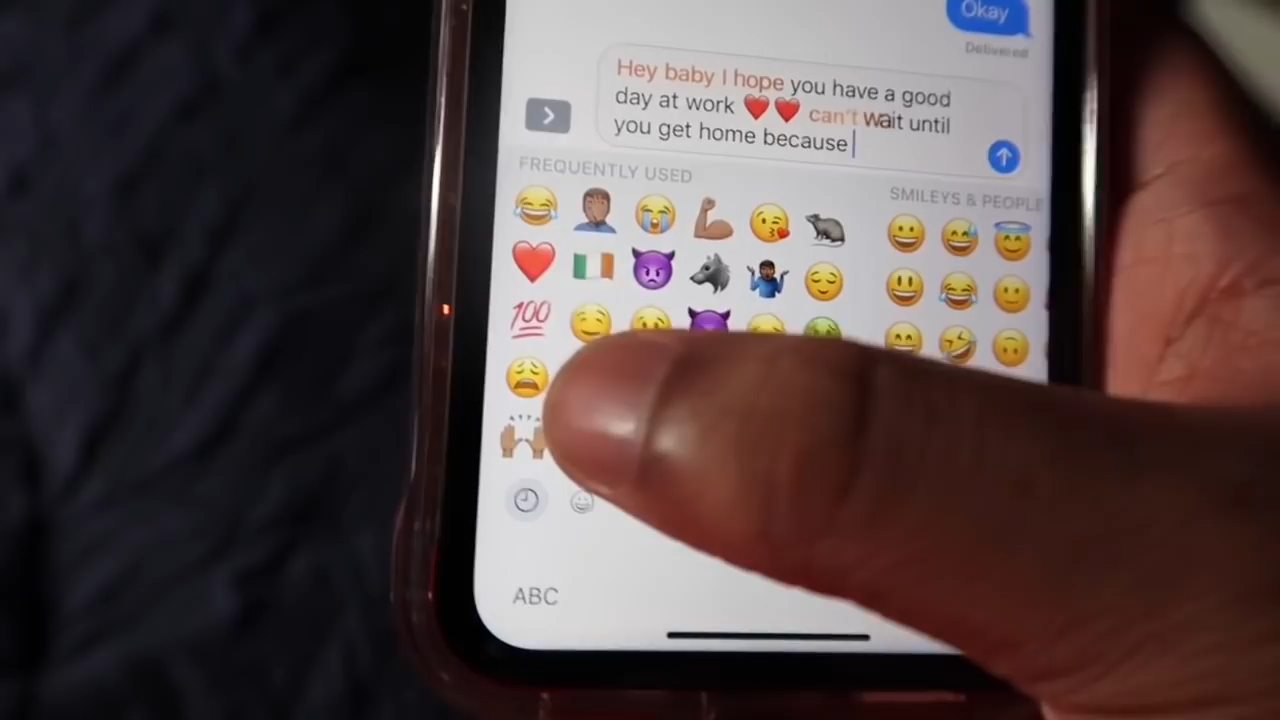 Okay
Delivered
Hey baby I hope you have a good
day at work ❤️❤️ can't wait until
you get home because
FREQUENTLY USED
SMILEYS & PEOPLE
100
ABC